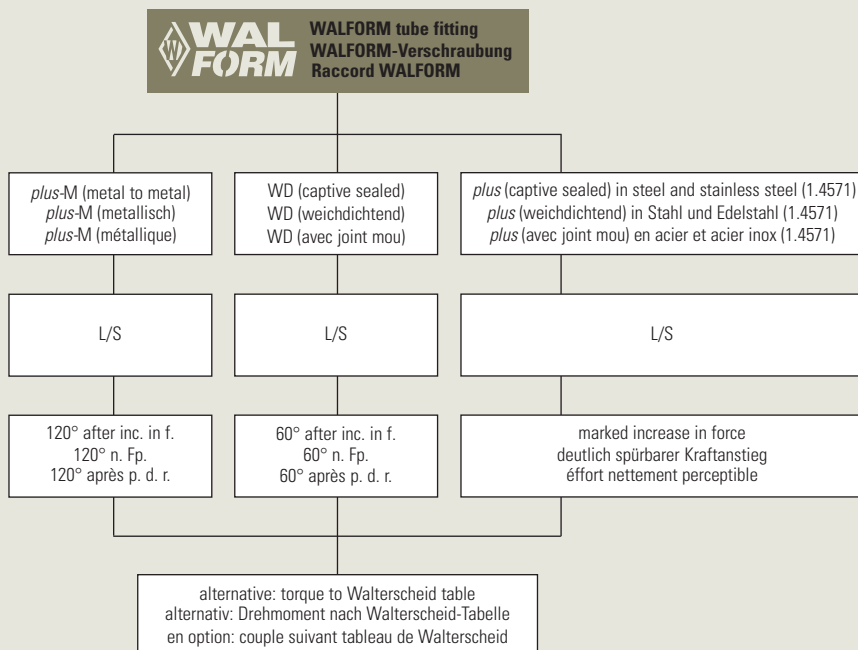 WAL
FORM
W
WALFORM tube fitting
WALFORM-Verschraubung
Raccord WALFORM
plus-M (metal to metal)
plus-M (metallisch)
plus-M (métallique)
WD (captive sealed)
WD (weichdichtend)
WD (avec joint mou)
plus (captive sealed) in steel and stainless steel (1.4571)
plus (weichdichtend) in Stahl und Edelstahl (1.4571)
plus (avec joint mou) en acier et acier inox (1.4571)
L/S
L/S
L/S
120° after inc. in f.
120° n. Fp.
120° après p. d. r.
60° after inc. in f.
60° n. Fp.
60° après p. d. r.
marked increase in force
deutlich spürbarer Kraftanstieg
éffort nettement perceptible
alternative: torque to Walterscheid table
alternativ: Drehmoment nach Walterscheid-Tabelle
en option: couple suivant tableau de Walterscheid